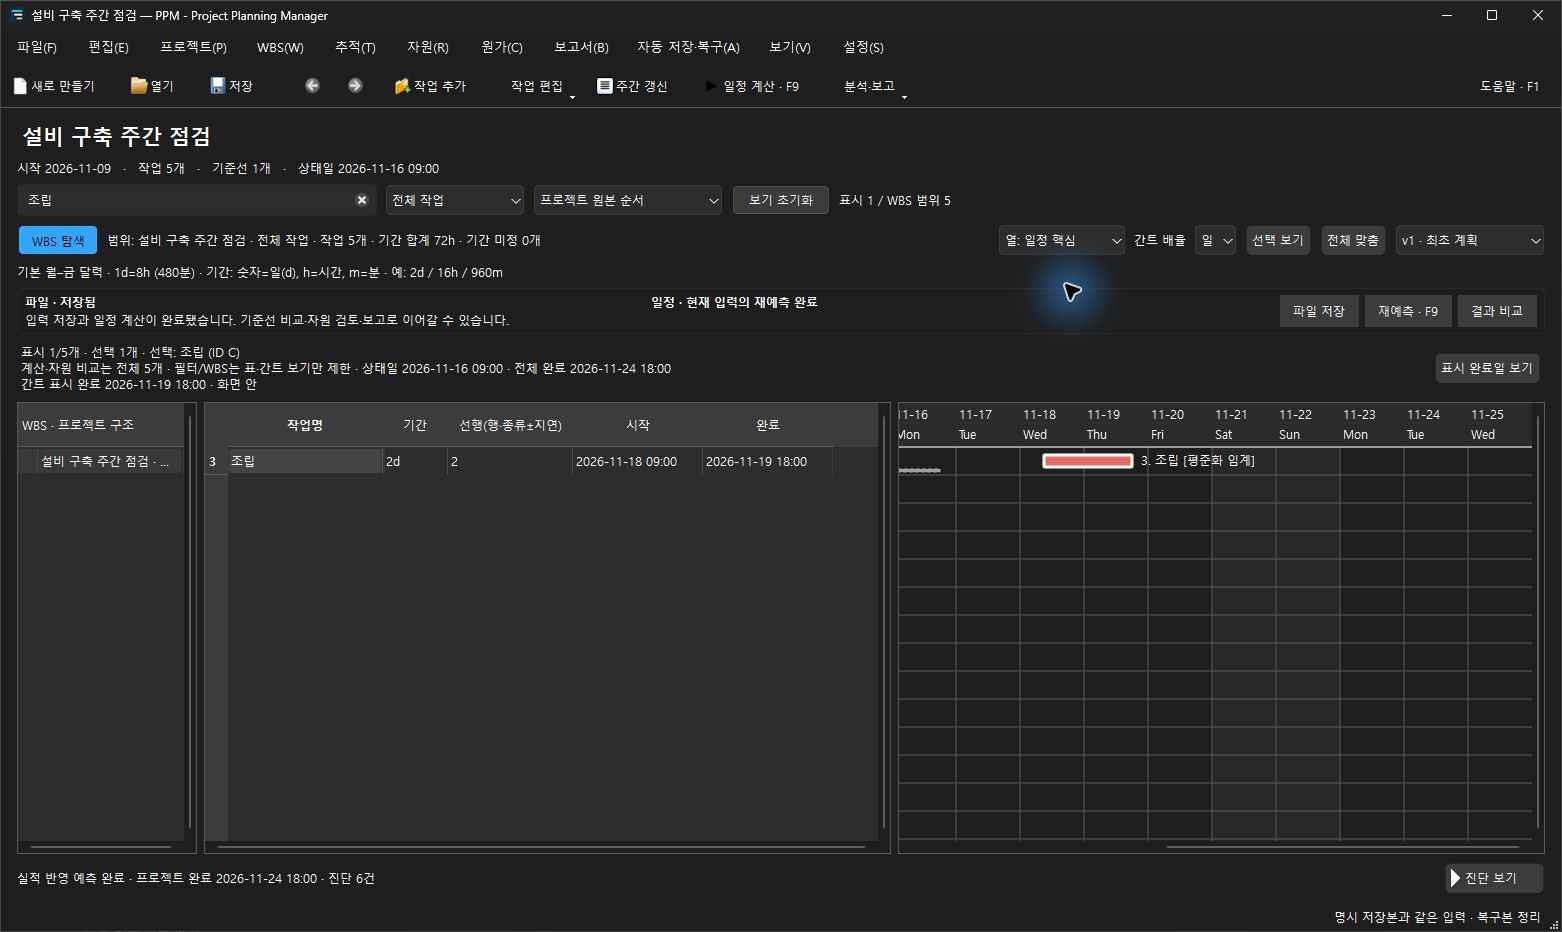 설비 구축 주간 점검 — PPM - Project Planning Manager
파일(F) 편집(E) 프로젝트(P) WBS(W) 추적(T) 자원(R) 원가(C) 보고서(B) 자동 저장·복구(A) 보기(V) 설정(S)
새로 만들기 열기 저장 작업 추가 작업 편집 주간 갱신 일정 계산 · F9 분석·보고 도움말 · F1
설비 구축 주간 점검
시작 2026-11-09 · 작업 5개 · 기준선 1개 · 상태일 2026-11-16 09:00
조립 전체 작업 프로젝트 원본 순서 보기 초기화 표시 1 / WBS 범위 5
WBS 탐색 범위: 설비 구축 주간 점검 · 전체 작업 · 작업 5개 · 기간 합계 72h · 기간 미정 0개 열: 일정 핵심 간트 배율 일 선택 보기 전체 맞춤 v1 · 최초 계획
기본 월–금 달력 · 1d=8h (480분) · 기간: 숫자=일(d), h=시간, m=분 · 예: 2d / 16h / 960m
파일 · 저장됨 일정 · 현재 입력의 재예측 완료
입력 저장과 일정 계산이 완료됐습니다. 기준선 비교·자원 검토·보고로 이어갈 수 있습니다.
파일 저장 재예측 · F9 결과 비교
표시 1/5개 · 선택 1개 · 선택: 조립 (ID C)
계산·자원 비교는 전체 5개 · 필터/WBS는 표·간트 보기만 제한 · 상태일 2026-11-16 09:00 · 전체 완료 2026-11-24 18:00
간트 표시 완료 2026-11-19 18:00 · 화면 안
표시 완료일 보기
WBS · 프로젝트 구조
설비 구축 주간 점검 · ...
작업명 기간 선행(행·종류±지연) 시작 완료
3 조립 2d 2 2026-11-18 09:00 2026-11-19 18:00
11-16 11-17 11-18 11-19 11-20 11-21 11-22 11-23 11-24 11-25
Mon Tue Wed Thu Fri Sat Sun Mon Tue Wed
3. 조립 [평준화 임계]
실적 반영 예측 완료 · 프로젝트 완료 2026-11-24 18:00 · 진단 6건
진단 보기
명시 저장본과 같은 입력 · 복구본 정리